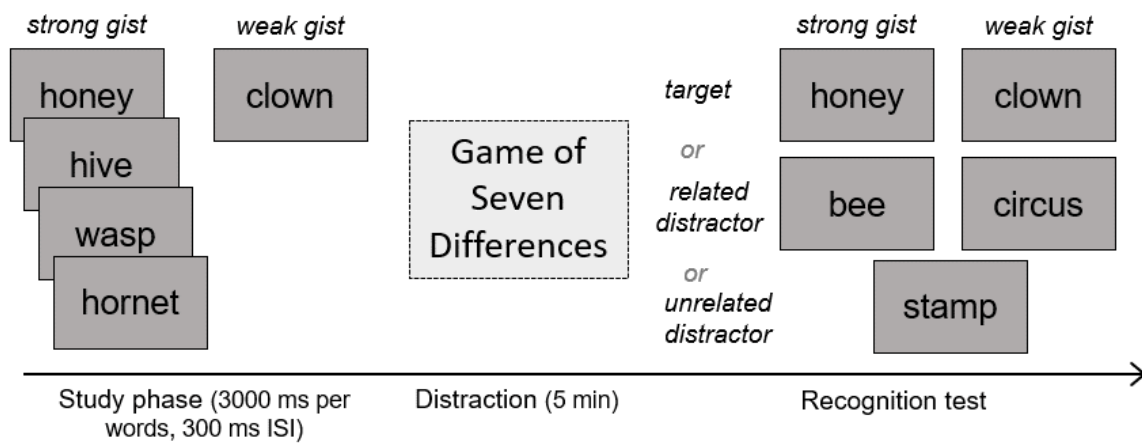 strong gist
weak gist
honey
clown
hive
wasp
hornet
Game of
Seven
Differences
strong gist
weak gist
target
honey
clown
or
related
distractor
bee
circus
or
unrelated
distractor
stamp
Study phase (3000 ms per
words, 300 ms ISI)
Distraction (5 min)
Recognition test